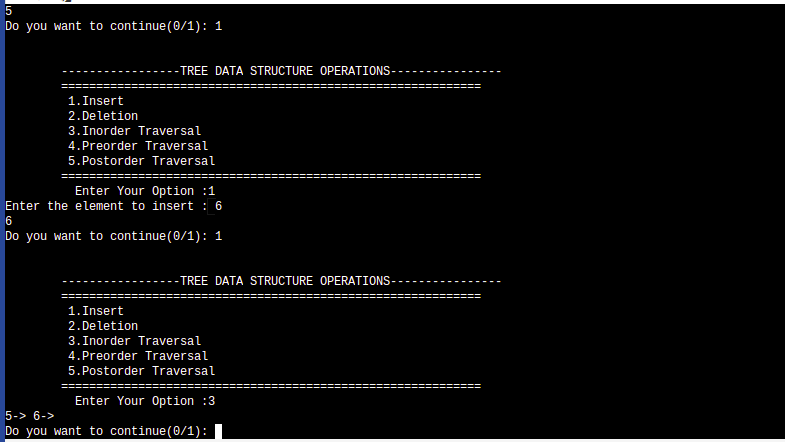 5
Do you want to continue(0/1): 1
-----------------TREE DATA STRUCTURE OPERATIONS----------------
============================================================
1.Insert
2.Deletion
3.Inorder Traversal
4.Preorder Traversal
5.Postorder Traversal
============================================================
Enter Your Option :1
Enter the element to insert : 6
6
Do you want to continue(0/1): 1
-----------------TREE DATA STRUCTURE OPERATIONS----------------
============================================================
1.Insert
2.Deletion
3.Inorder Traversal
4.Preorder Traversal
5.Postorder Traversal
============================================================
Enter Your Option :3
5-> 6->
Do you want to continue(0/1):